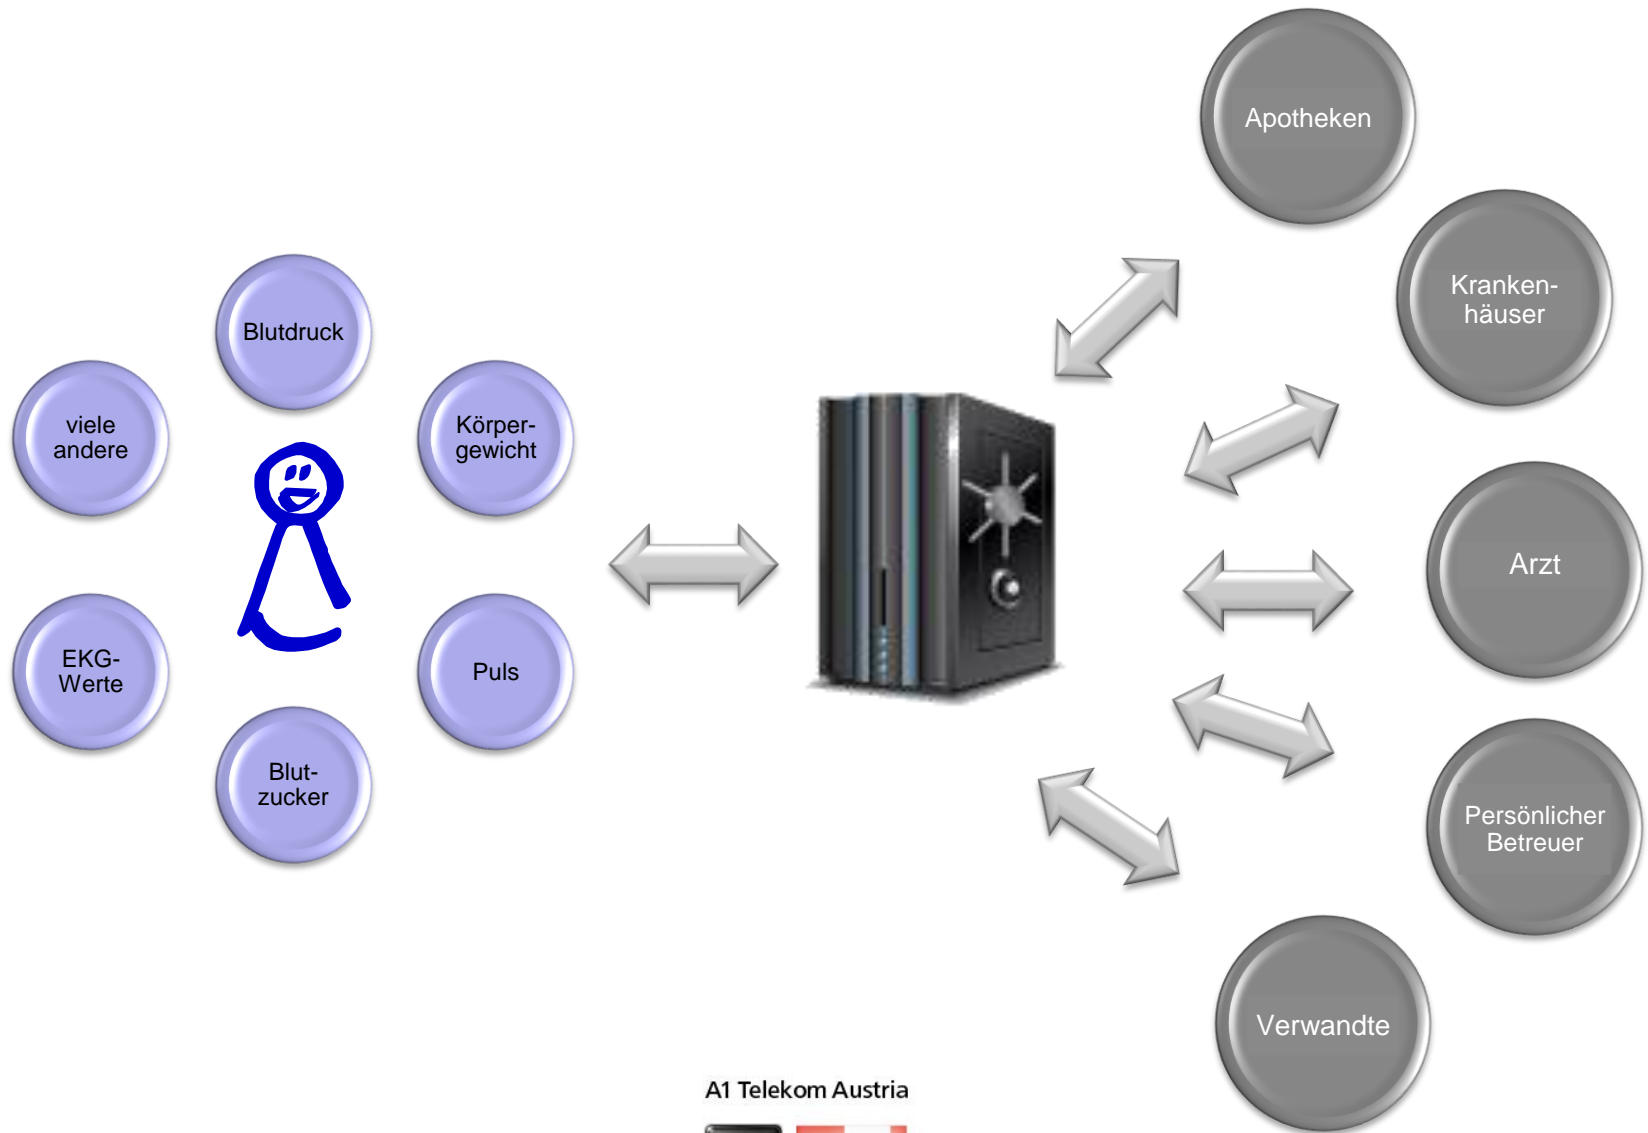 Apotheken
Kranken-
häuser
Blutdruck
viele
andere
Körper-
gewicht
Arzt
EKG-
Werte
Puls
Blut-
zucker
Persönlicher
Betreuer
Verwandte
A1 Telekom Austria